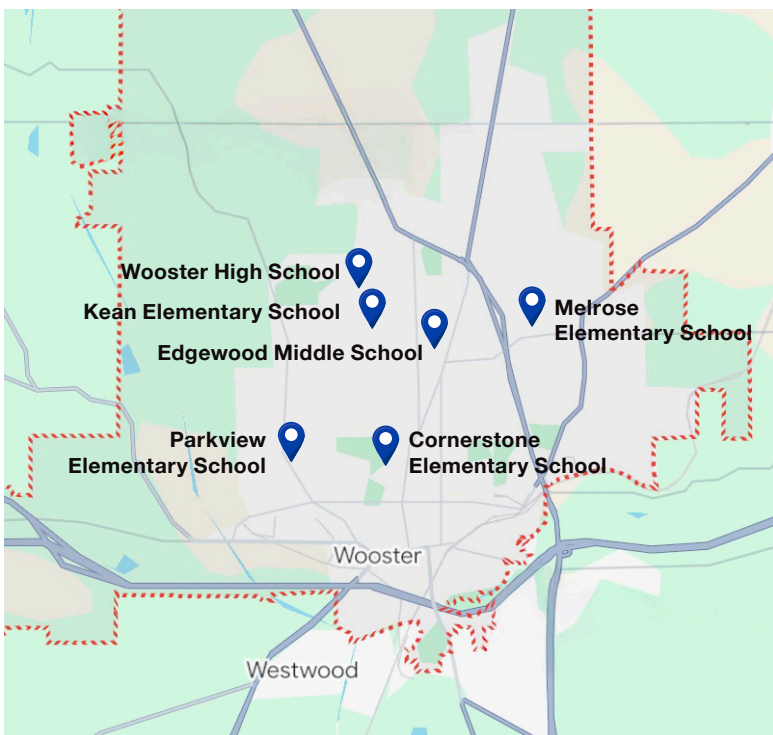 Wooster High School
Kean Elementary School
Edgewood Middle School
Melrose
Elementary School
Parkview
Elementary School
Cornerstone
Elementary School
Wooster
Westwood